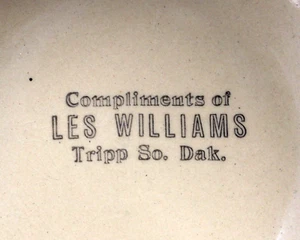 Compliments of
LES WILLIAMS
Tripp So. Dak.